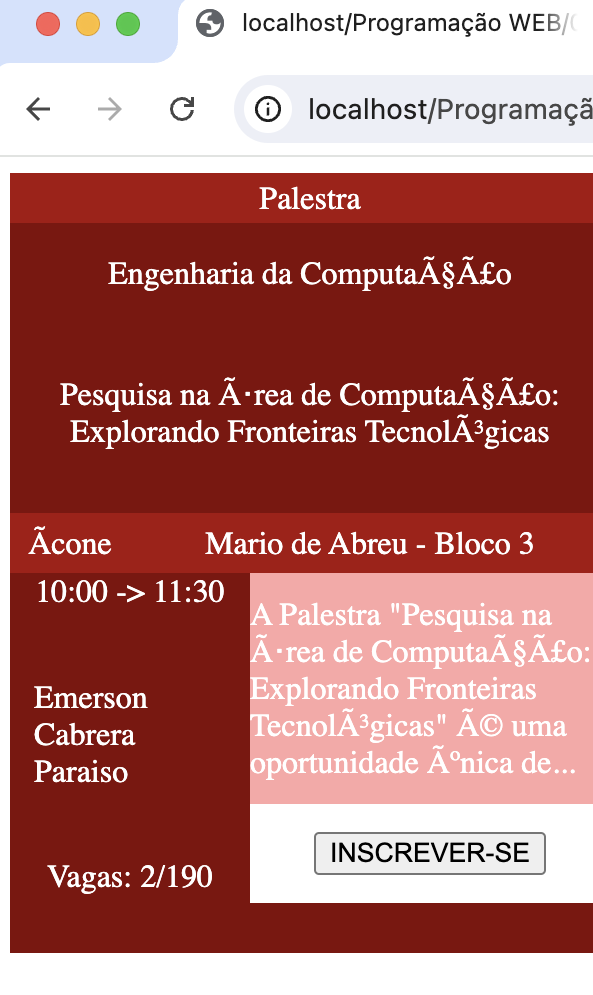 localhost/Programação WEB/
localhost/Programaçã
Palestra
Engenharia da ComputaÃ§Ã£o
Pesquisa na Ã·rea de ComputaÃ§Ã£o:
Explorando Fronteiras TecnolÃ³gicas
Ãcone
Mario de Abreu - Bloco 3
10:00 -> 11:30
Emerson
Cabrera
Paraiso
Vagas: 2/190
A Palestra "Pesquisa na
Ã·rea de ComputaÃ§Ã£o:
Explorando Fronteiras
TecnolÃ³gicas" Ã© uma
oportunidade Ãºnica de...
INSCREVER-SE